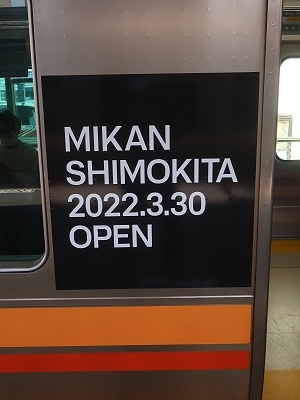 MIKAN
SHIMOKITA
2022.3.30
OPEN